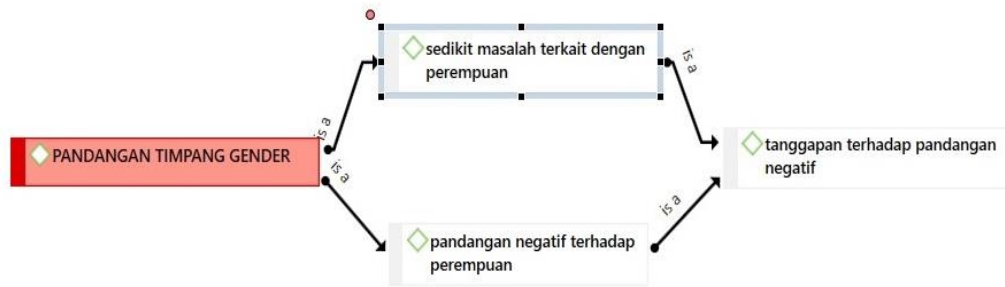 sedikit masalah terkait dengan
perempuan
is a
is a
PANDANGAN TIMPANG GENDER
is a
tanggapan terhadap pandangan
negatif
is a
pandangan negatif terhadap
perempuan